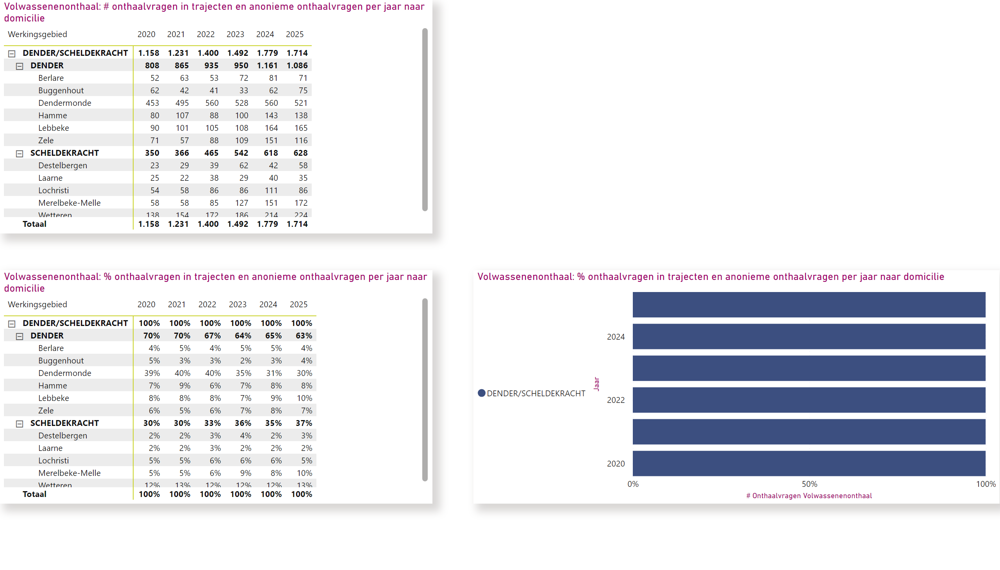 Volwassenenonthaal: # onthaalvragen in trajecten en anonieme onthaalvragen per jaar naar
domicilie
Werkingsgebied 2020 2021 2022 2023 2024 2025
DENDER/SCHELDEKRACHT 1.158 1.231 1.400 1.492 1.779 1.714
DENDER 808 865 935 950 1.161 1.086
Berlare 52 63 53 72 81 71
Buggenhout 62 42 41 33 62 75
Dendermonde 453 495 560 528 560 521
Hamme 80 107 88 100 143 138
Lebbeke 90 101 105 108 164 165
Zele 71 57 88 109 151 116
SCHELDEKRACHT 350 366 465 542 618 628
Destelbergen 23 29 39 62 42 58
Laarne 25 22 38 29 40 35
Lochristi 54 58 86 86 111 86
Merelbeke-Melle 58 58 85 127 151 172
Wetteren 138 154 172 186 214 224
Totaal 1.158 1.231 1.400 1.492 1.779 1.714
Volwassenenonthaal: % onthaalvragen in trajecten en anonieme onthaalvragen per jaar naar
domicilie
Werkingsgebied 2020 2021 2022 2023 2024 2025
DENDER/SCHELDEKRACHT 100% 100% 100% 100% 100% 100%
DENDER 70% 70% 67% 64% 65% 63%
Berlare 4% 5% 4% 5% 5% 4%
Buggenhout 5% 3% 3% 2% 3% 4%
Dendermonde 39% 40% 40% 35% 31% 30%
Hamme 7% 9% 6% 7% 8% 8%
Lebbeke 8% 8% 8% 7% 9% 10%
Zele 6% 5% 6% 7% 8% 7%
SCHELDEKRACHT 30% 30% 33% 36% 35% 37%
Destelbergen 2% 2% 3% 4% 2% 3%
Laarne 2% 2% 3% 2% 2% 2%
Lochristi 5% 5% 6% 6% 6% 5%
Merelbeke-Melle 5% 5% 6% 9% 8% 10%
Wetteren 12% 13% 12% 12% 12% 13%
Totaal 100% 100% 100% 100% 100% 100%
Volwassenenonthaal: % onthaalvragen in trajecten en anonieme onthaalvragen per jaar naar domicilie
DENDER/SCHELDEKRACHT
Jaar
2024
2022
2020
0% 50% 100%
# Onthaalvragen Volwassenenonthaal